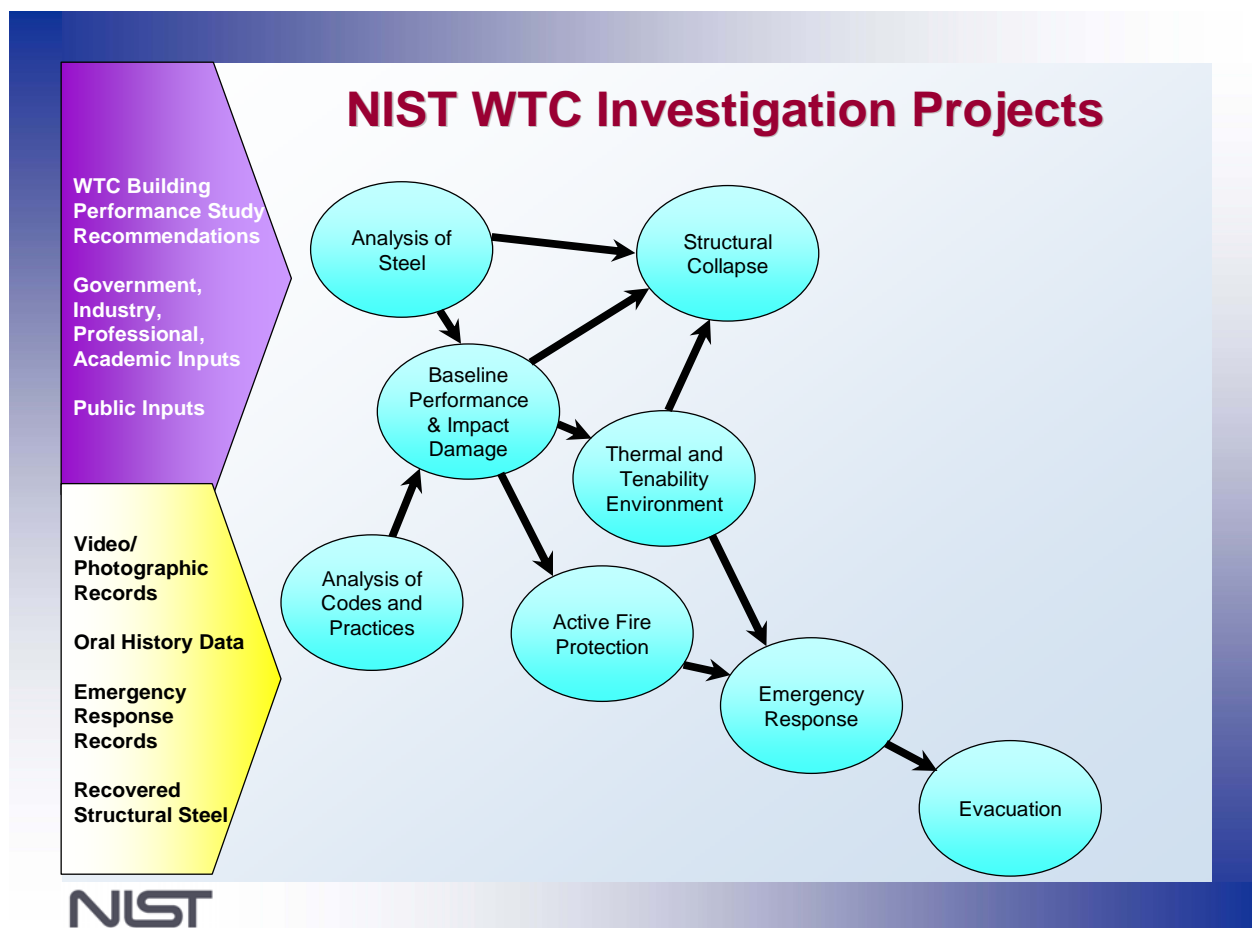 NIST WTC Investigation Projects
WTC Building
Performance Study
Recommendations
Government,
Industry,
Professional,
Academic Inputs
Public Inputs
Video/
Photographic
Records
Oral History Data
Emergency
Response
Records
Recovered
Structural Steel
Analysis of
Steel
Structural
Collapse
Baseline
Performance
& Impact
Damage
Thermal and
Tenability
Environment
Analysis of
Codes and
Practices
Active Fire
Protection
Emergency
Response
Evacuation
NIST